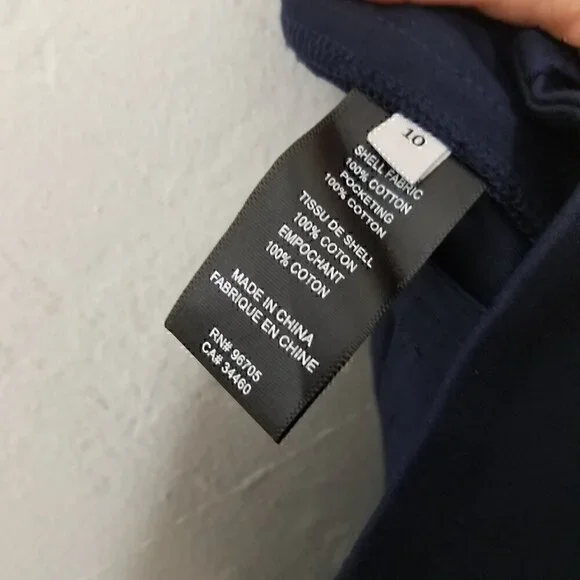 10
SHELL FABRIC
100% COTTON
POCKETING
100% COTTON
TISSU DE SHELL
100% COTON
EMPOCHANT
100% COTON
MADE IN CHINA
FABRIQUE EN CHINE
RN# 96705
CA# 34460